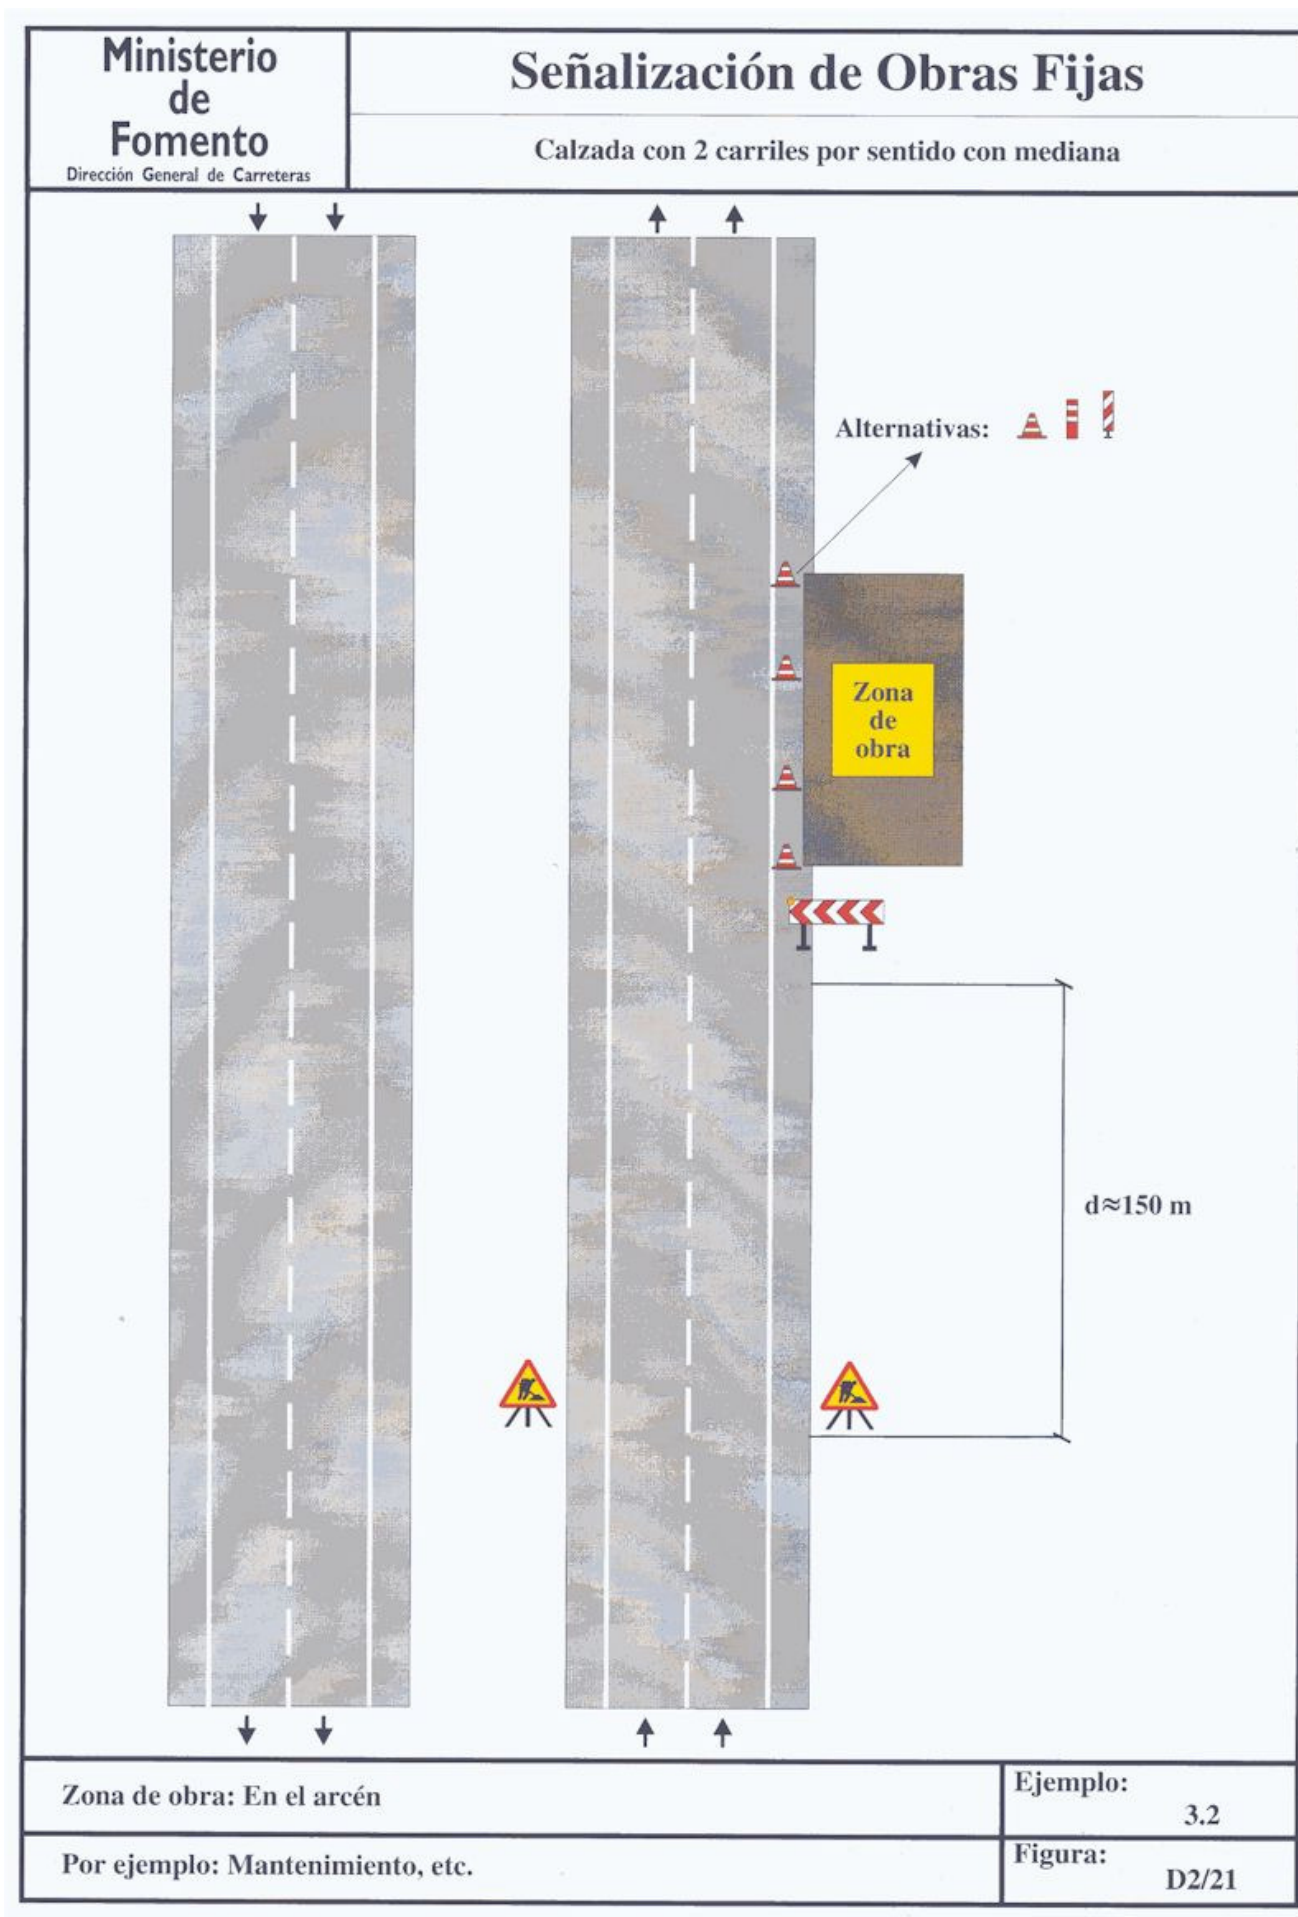 Ministerio
de
Fomento
Dirección General de Carreteras
Señalización de Obras Fijas
Calzada con 2 carriles por sentido con mediana
Alternativas:
Zona
de
obra
d≈150 m
Zona de obra: En el arcén
Ejemplo:
3.2
Por ejemplo: Mantenimiento, etc.
Figura:
D2/21